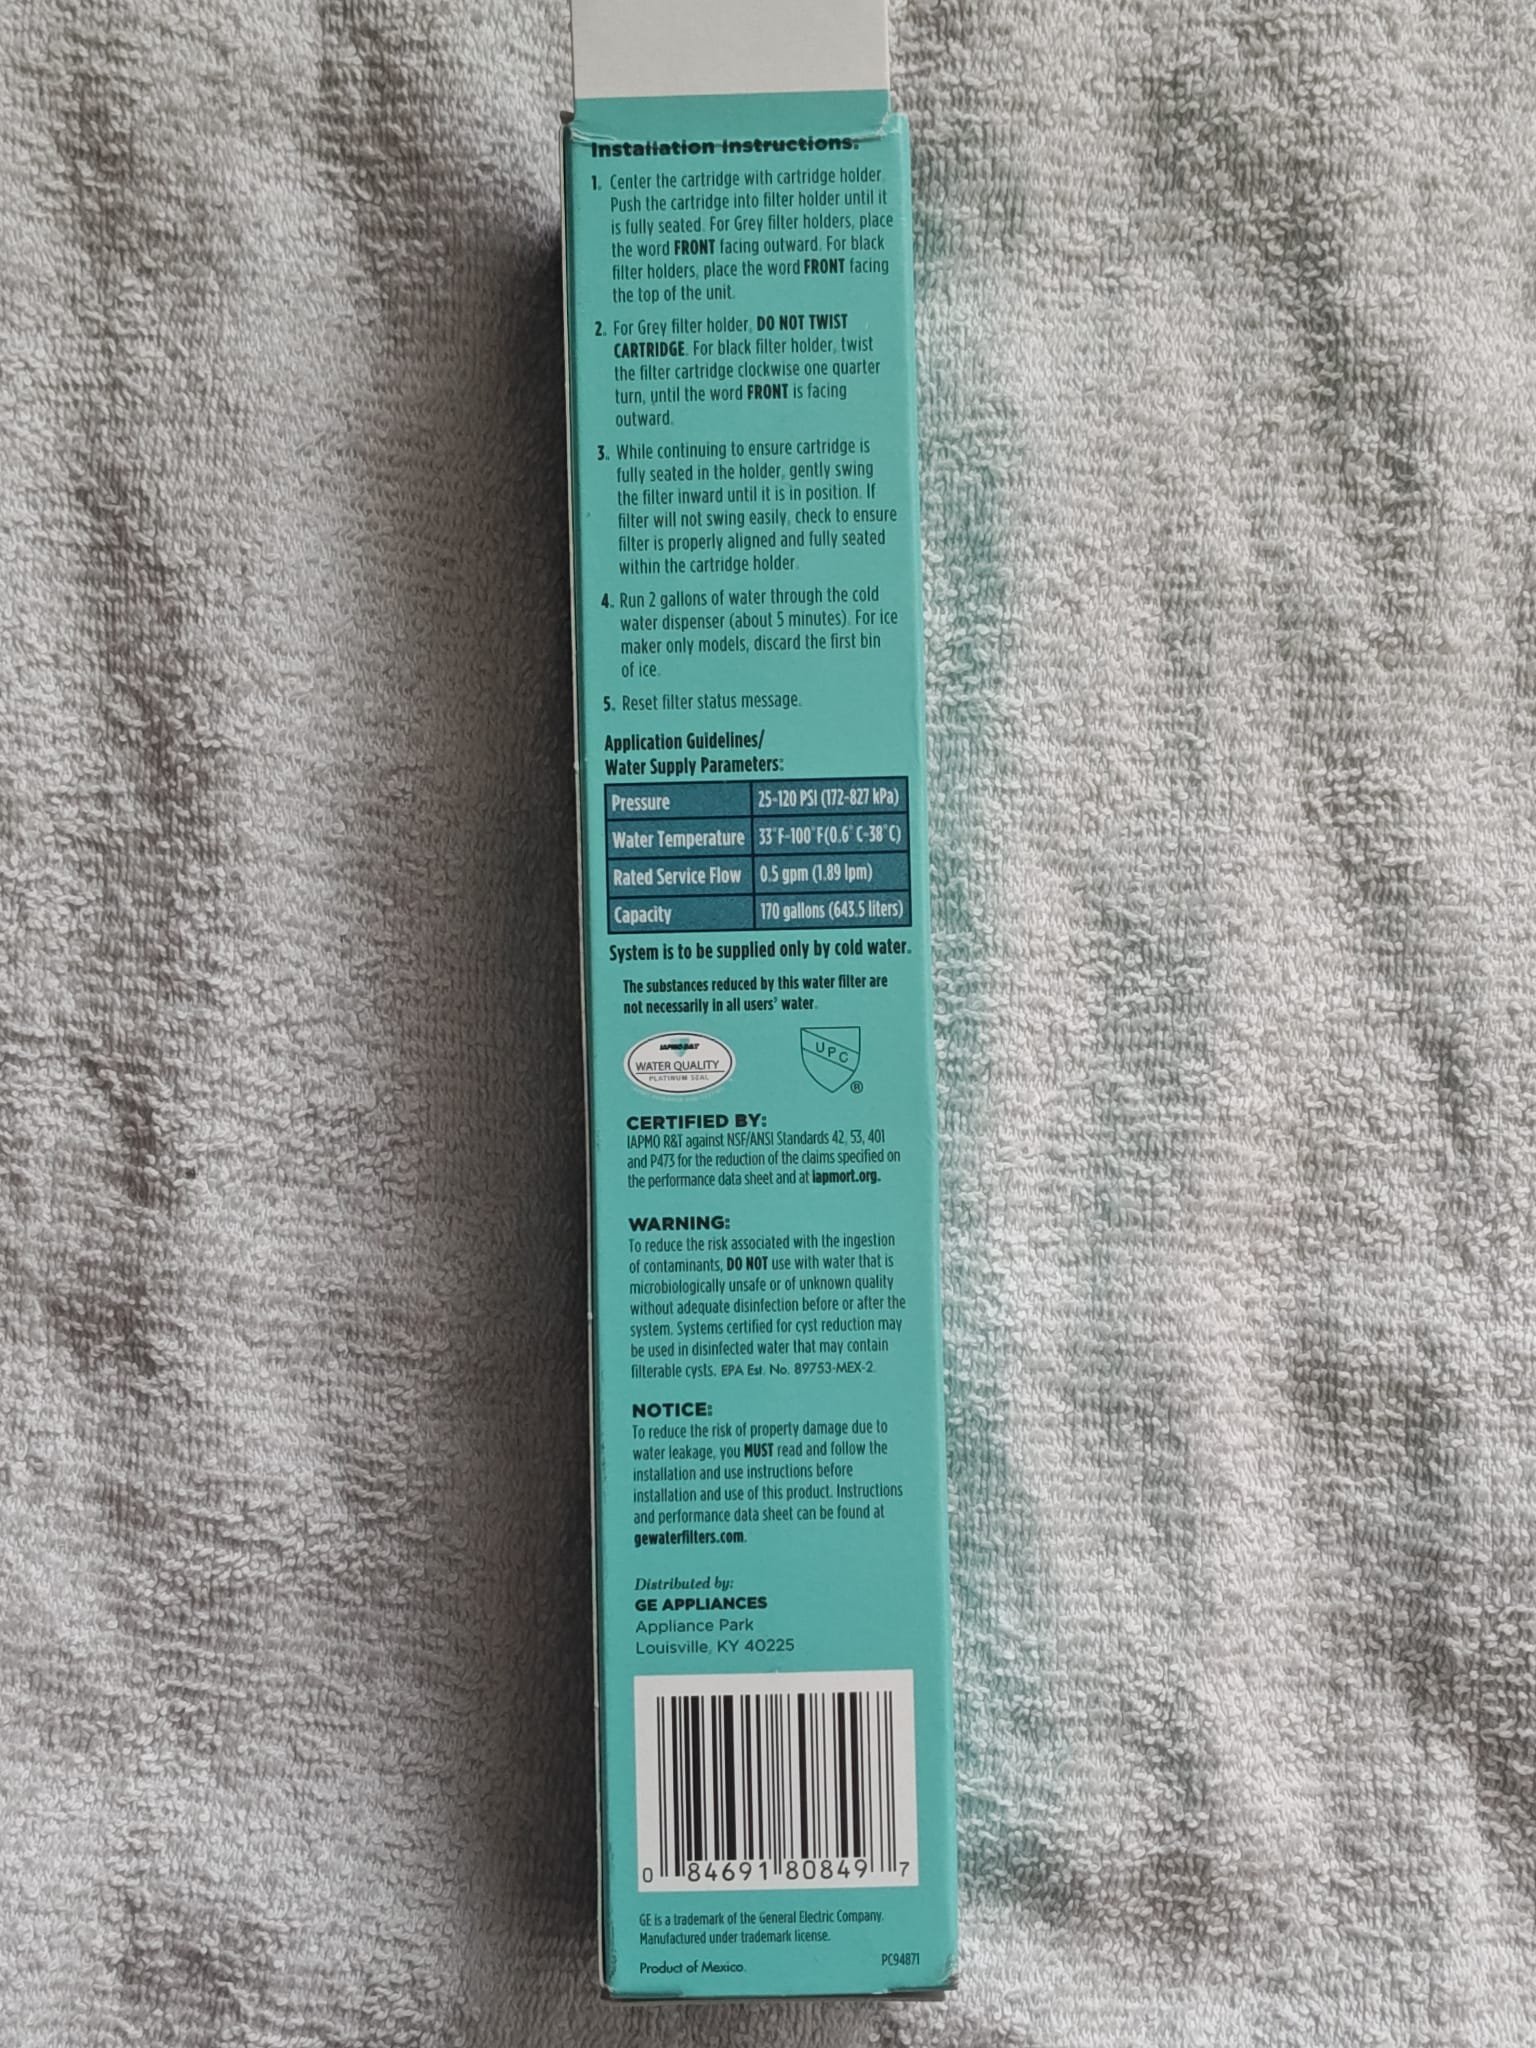 Installation Instructions:
1. Center the cartridge with cartridge holder.
Push the cartridge into filter holder until it
is fully seated. For Grey filter holders, place
the word FRONT facing outward. For black
filter holders, place the word FRONT facing
the top of the unit.
2. For Grey filter holder, DO NOT TWIST
CARTRIDGE. For black filter holder, twist
the filter cartridge clockwise one quarter
turn, until the word FRONT is facing
outward.
3. While continuing to ensure cartridge is
fully seated in the holder, gently swing
the filter inward until it is in position. If
filter will not swing easily, check to ensure
filter is properly aligned and fully seated
within the cartridge holder.
4. Run 2 gallons of water through the cold
water dispenser (about 5 minutes). For ice
maker only models, discard the first bin
of ice.
5. Reset filter status message.
Application Guidelines/
Water Supply Parameters:
Pressure 25-120 PSI (172-827 kPa)
Water Temperature 33°F-100°F(0.6°C-38°C)
Rated Service Flow 0.5 gpm (1.89 lpm)
Capacity 170 gallons (643.5 liters)
System is to be supplied only by cold water.
The substances reduced by this water filter are
not necessarily in all users' water.
IAPMO R&T
WATER QUALITY
PLATINUM SEAL
UPC
®
CERTIFIED BY:
IAPMO R&T against NSF/ANSI Standards 42, 53, 401
and P473 for the reduction of the claims specified on
the performance data sheet and at iapmort.org.
WARNING:
To reduce the risk associated with the ingestion
of contaminants, DO NOT use with water that is
microbiologically unsafe or of unknown quality
without adequate disinfection before or after the
system. Systems certified for cyst reduction may
be used in disinfected water that may contain
filterable cysts. EPA Est. No. 89753-MEX-2.
NOTICE:
To reduce the risk of property damage due to
water leakage, you MUST read and follow the
installation and use instructions before
installation and use of this product. Instructions
and performance data sheet can be found at
gewaterfilters.com.
Distributed by:
GE APPLIANCES
Appliance Park
Louisville, KY 40225
0 84691 80849 7
GE is a trademark of the General Electric Company.
Manufactured under trademark license.
Product of Mexico.
PC94871